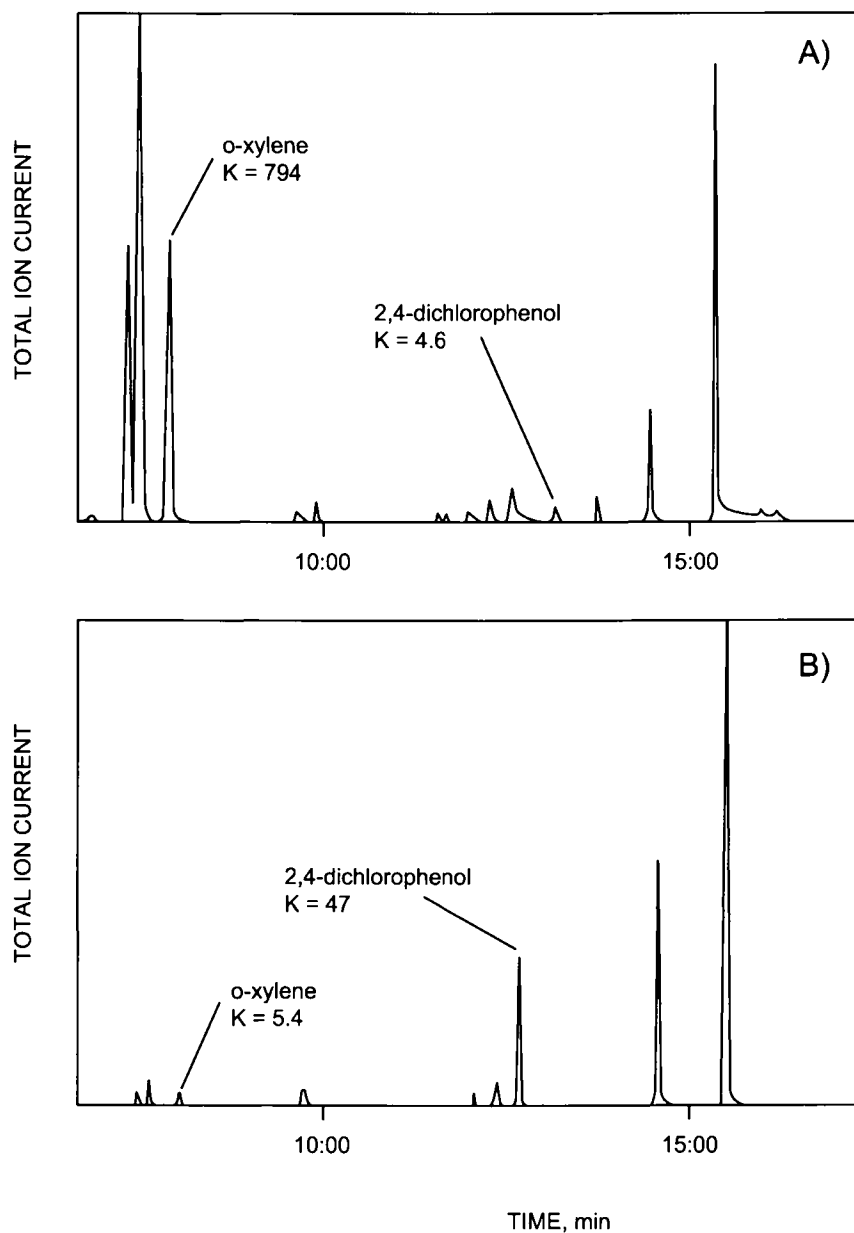 A)
TOTAL ION CURRENT
o-xylene
K = 794
2,4-dichlorophenol
K = 4.6
10:00
15:00
B)
TOTAL ION CURRENT
2,4-dichlorophenol
K = 47
o-xylene
K = 5.4
10:00
15:00
TIME, min